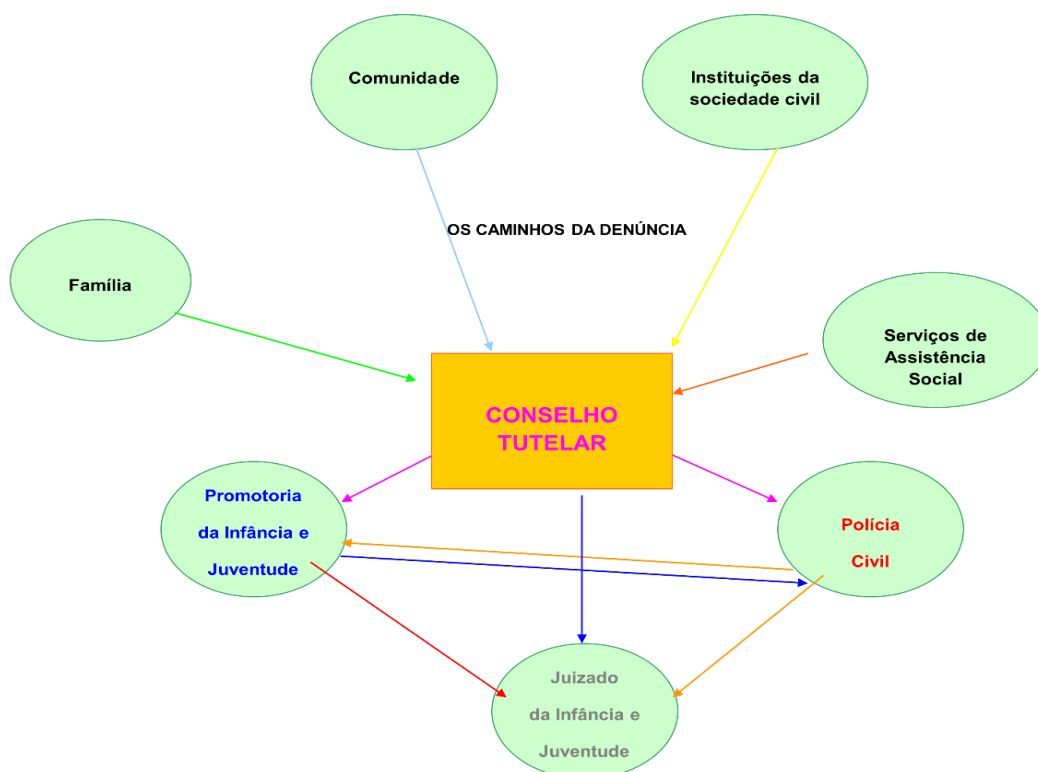 Comunidade
Instituições da
sociedade civil
OS CAMINHOS DA DENÚNCIA
Família
Serviços de
Assistência
Social
CONSELHO
TUTELAR
Promotoria
da Infância e
Juventude
Polícia
Civil
Juizado
da Infância e
Juventude